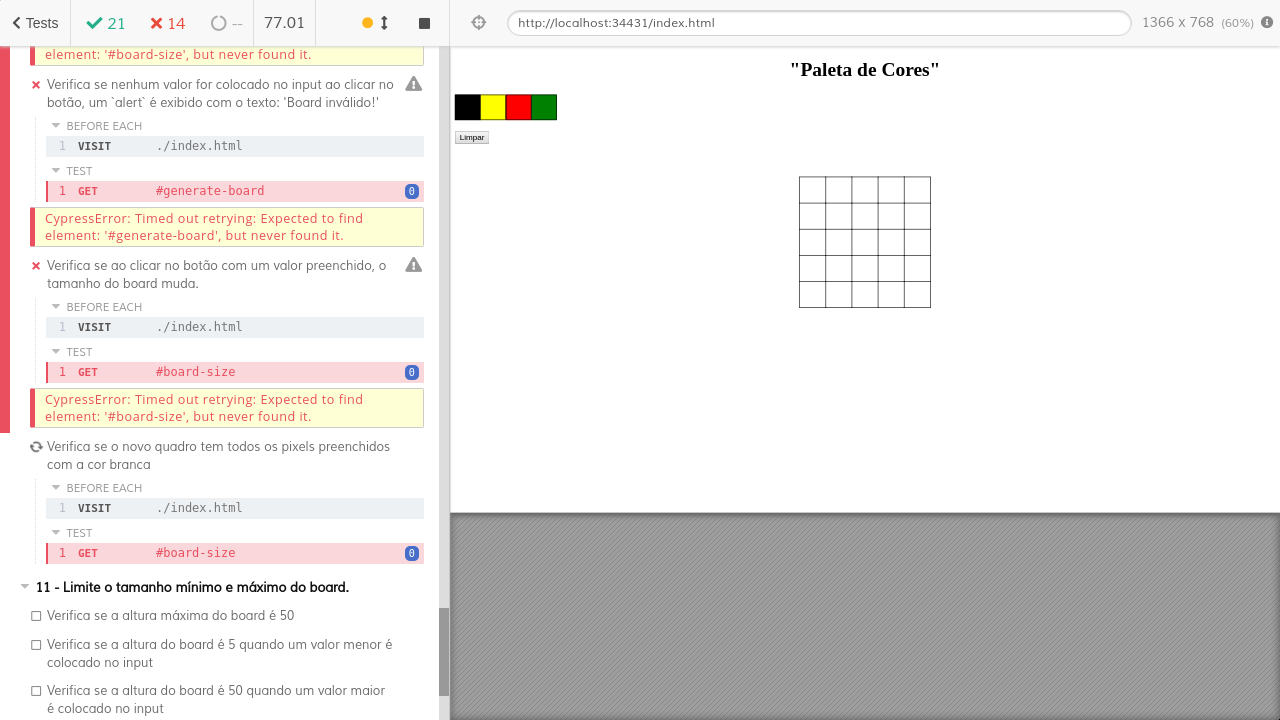 Tests
21
14
--
77.01
http://localhost:34431/index.html
1366 x 768 (60%)
element: '#board-size', but never found it.
Verifica se nenhum valor for colocado no input ao clicar no
botão, um `alert` é exibido com o texto: 'Board inválido!'
BEFORE EACH
1 VISIT ./index.html
TEST
1 GET #generate-board 0
CypressError: Timed out retrying: Expected to find
element: '#generate-board', but never found it.
Verifica se ao clicar no botão com um valor preenchido, o
tamanho do board muda.
BEFORE EACH
1 VISIT ./index.html
TEST
1 GET #board-size 0
CypressError: Timed out retrying: Expected to find
element: '#board-size', but never found it.
Verifica se o novo quadro tem todos os pixels preenchidos
com a cor branca
BEFORE EACH
1 VISIT ./index.html
TEST
1 GET #board-size 0
11 - Limite o tamanho mínimo e máximo do board.
Verifica se a altura máxima do board é 50
Verifica se a altura do board é 5 quando um valor menor é
colocado no input
Verifica se a altura do board é 50 quando um valor maior
é colocado no input
"Paleta de Cores"
Limpar